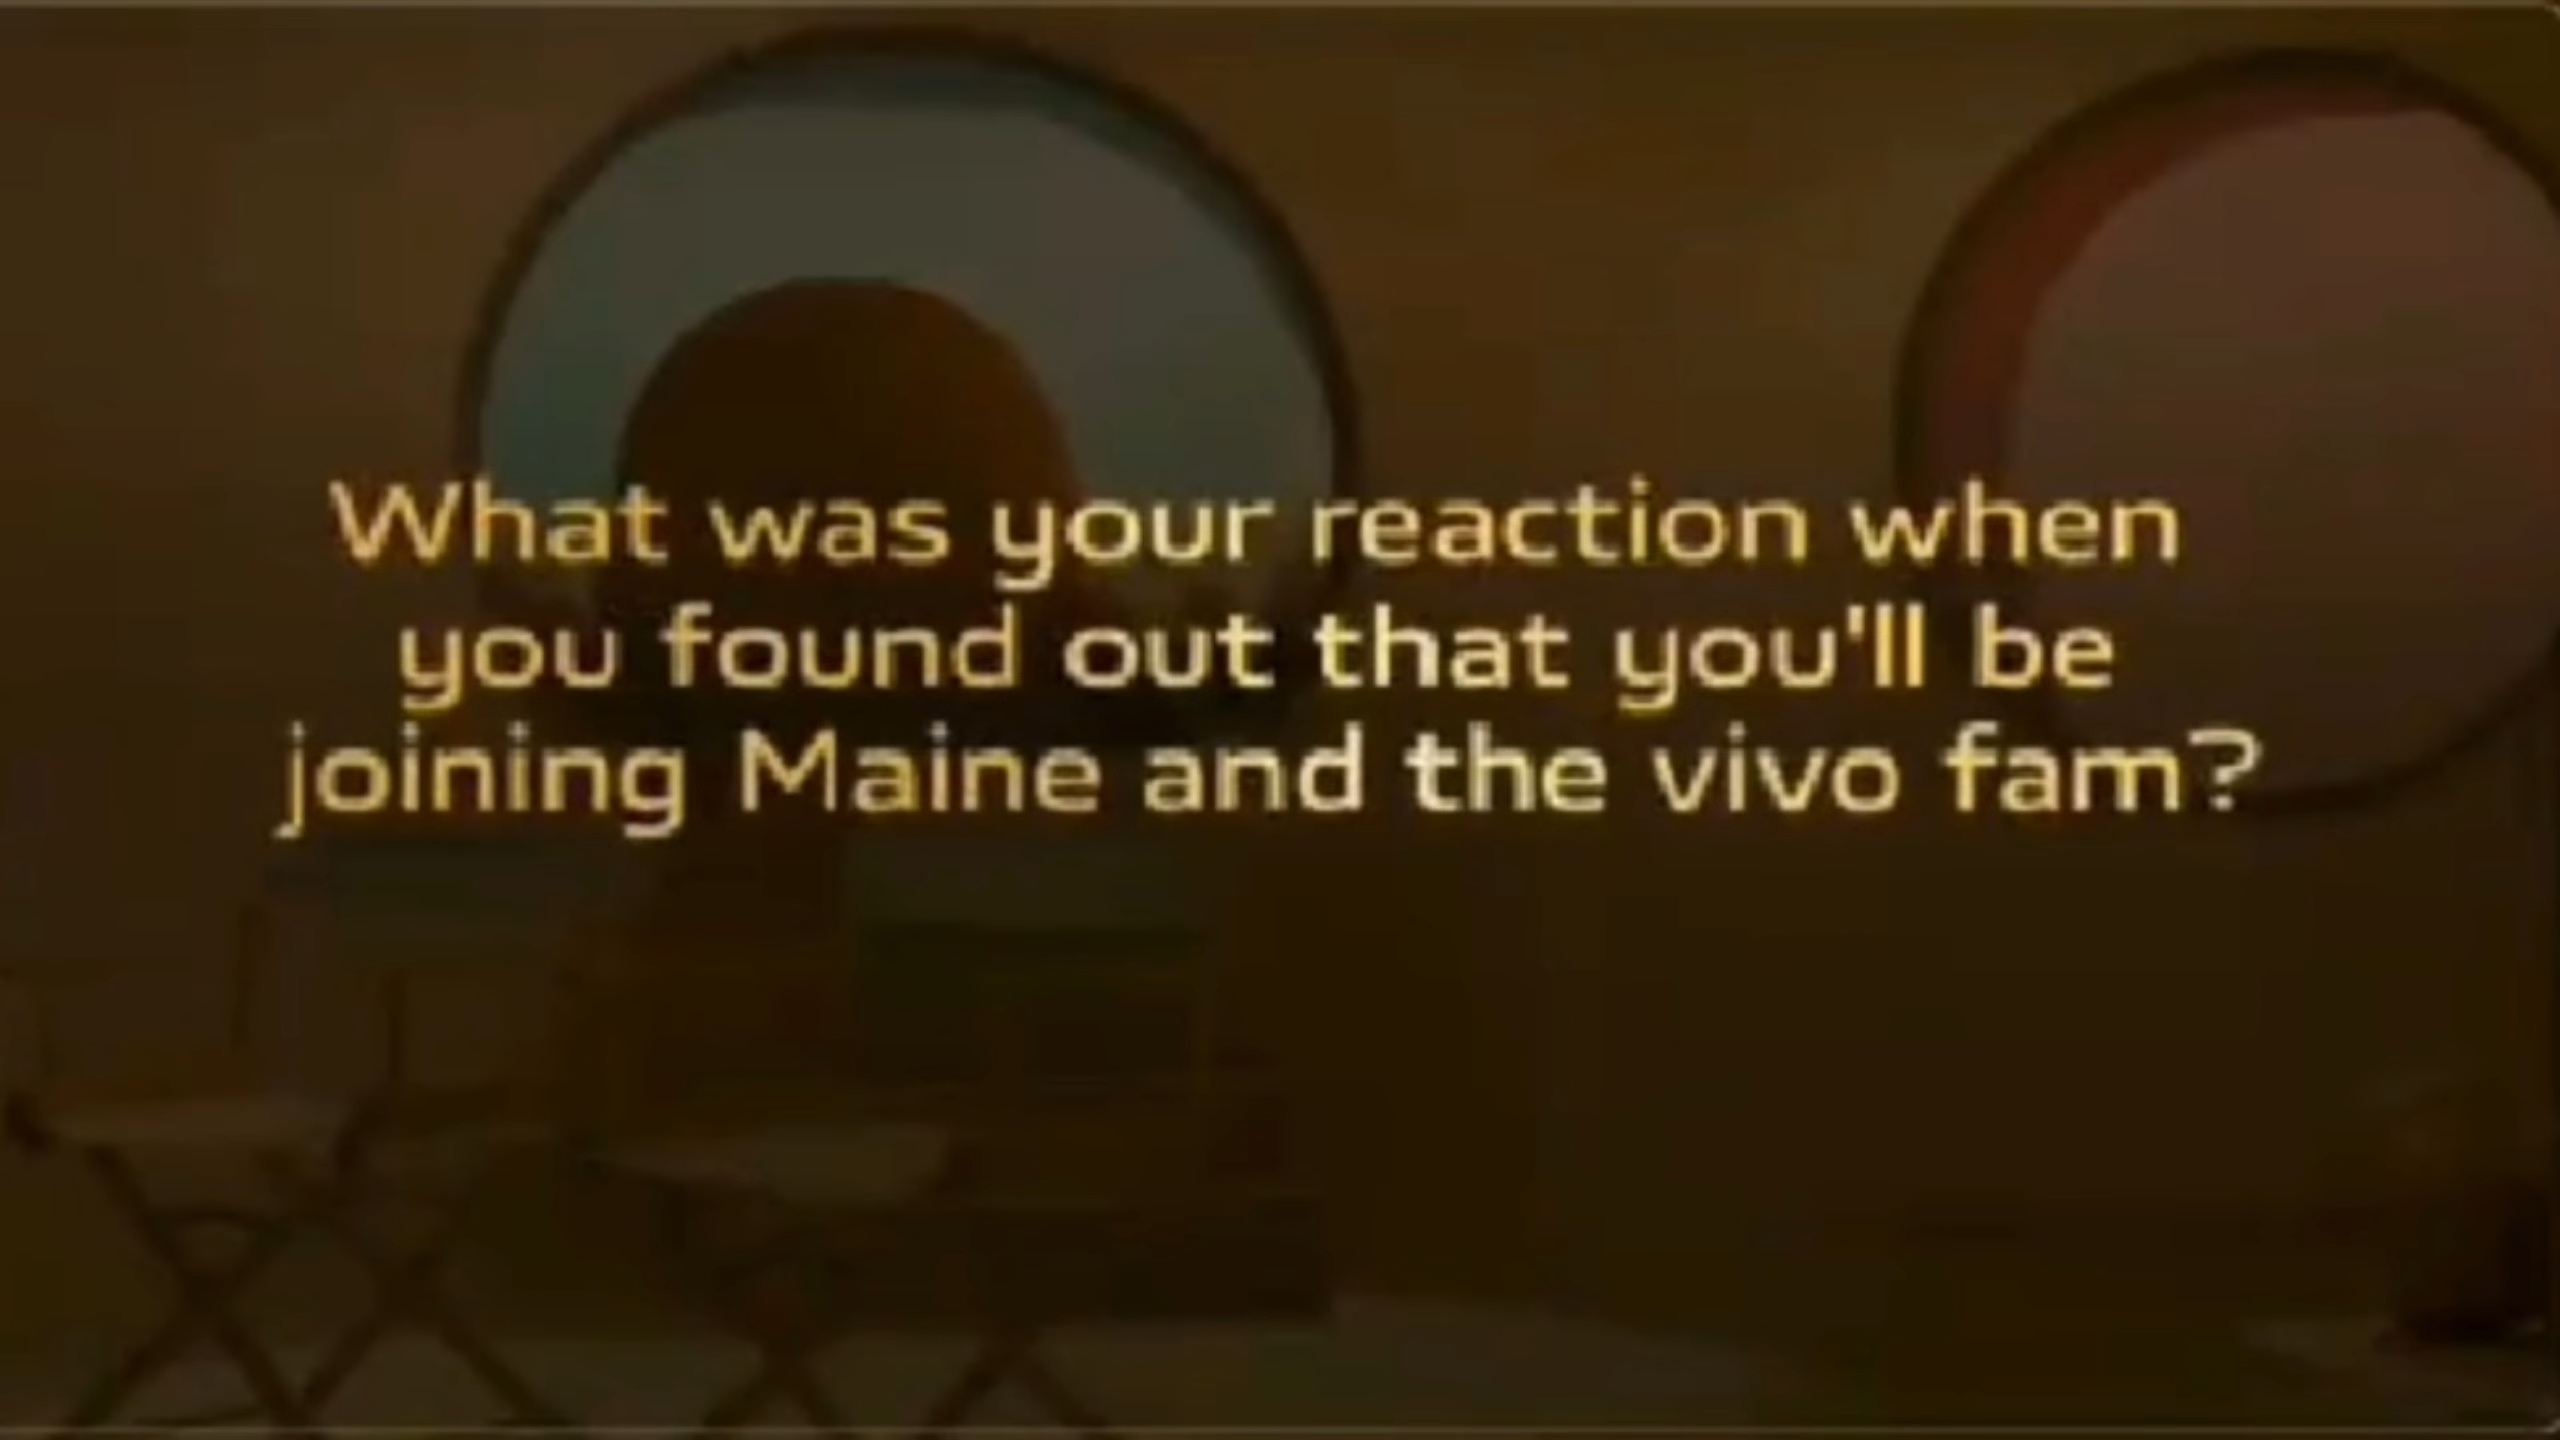 What was your reaction when
you found out that you'll be
joining Maine and the vivo fam?